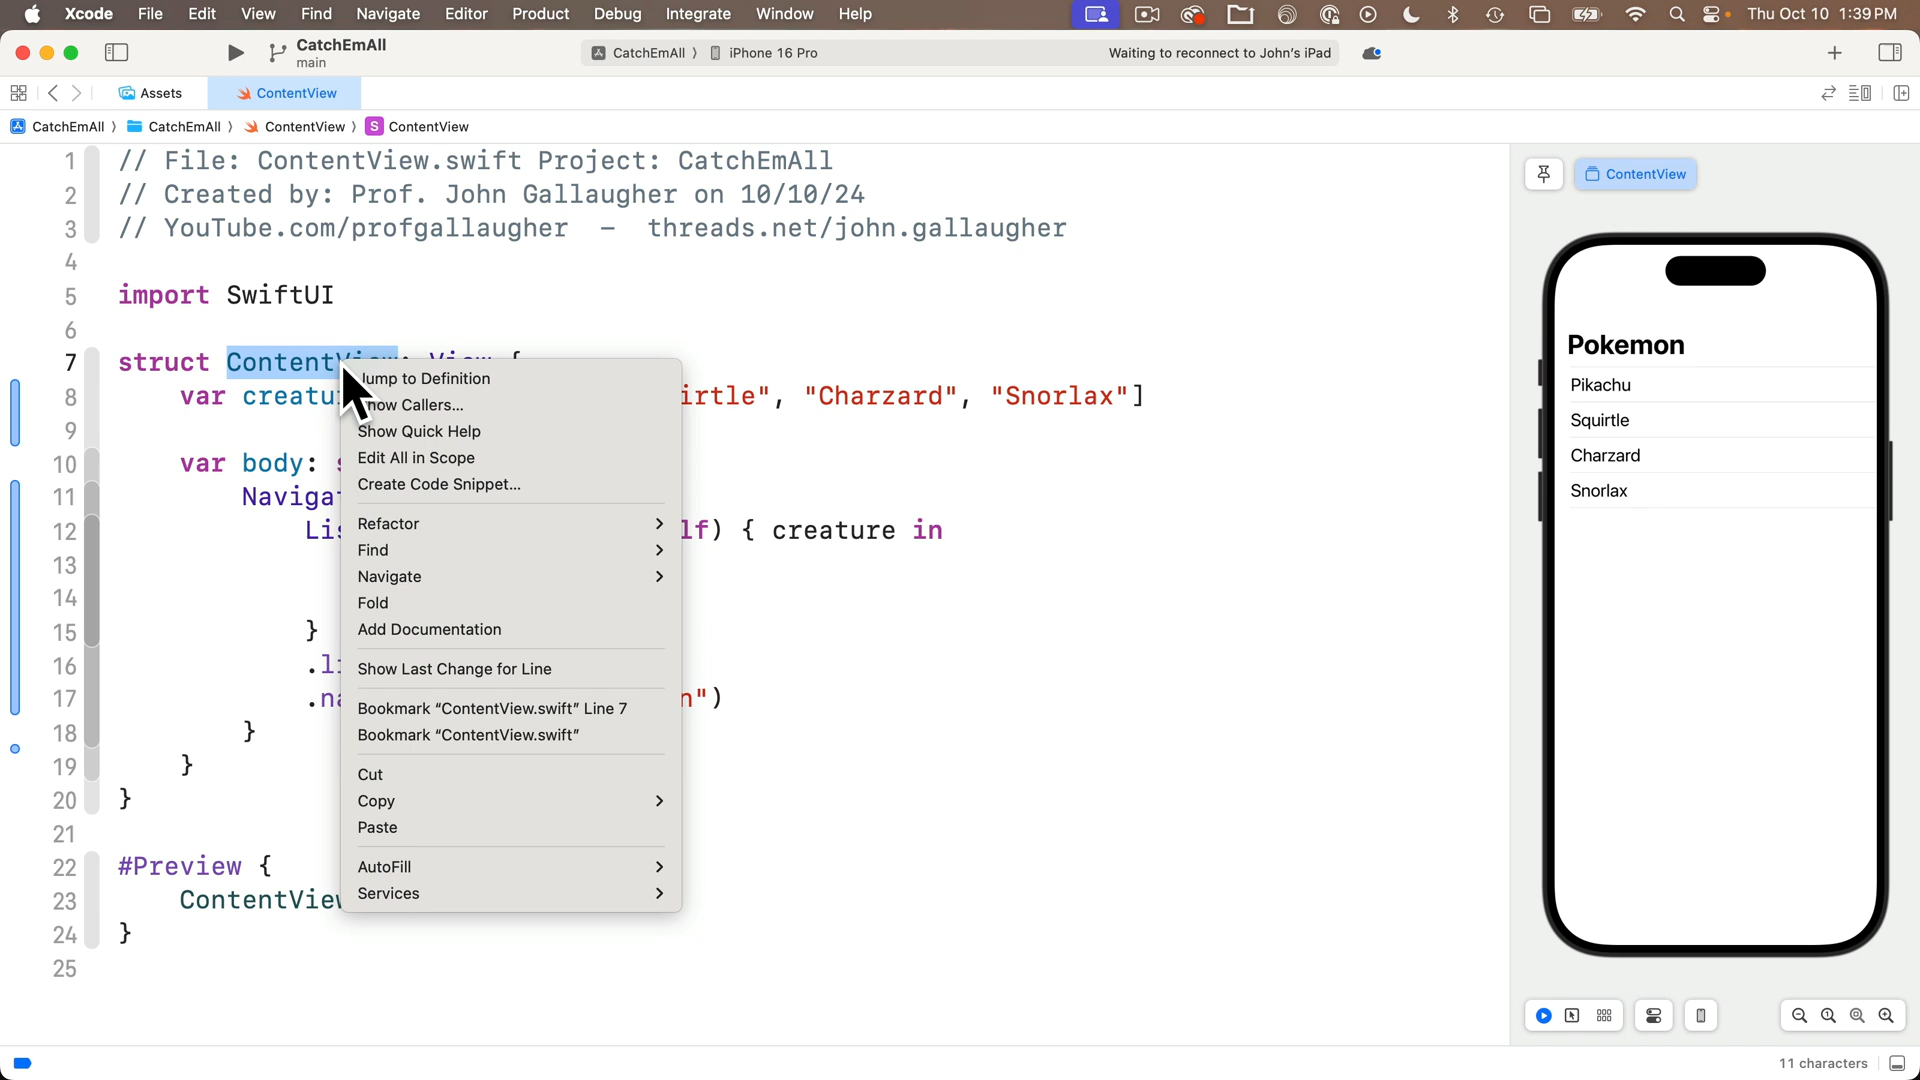 Xcode File Edit View Find Navigate Editor Product Debug Integrate Window Help Thu Oct 10 1:39 PM
CatchEmAll
main
CatchEmAll 〉 iPhone 16 Pro Waiting to reconnect to John's iPad
Assets ContentView
CatchEmAll 〉 CatchEmAll 〉 ContentView 〉 S ContentView
1 // File: ContentView.swift Project: CatchEmAll
2 // Created by: Prof. John Gallaugher on 10/10/24
3 // YouTube.com/profgallaugher – threads.net/john.gallaugher
4
5 import SwiftUI
6
7 struct ContentView: View {
8 var creatu irtle", "Charzard", "Snorlax"]
9
10 var body: s
11 Navigat
12 Lis lf) { creature in
13
14
15 }
16 .li
17 .na n")
18 }
19 }
20 }
21
22 #Preview {
23 ContentView
24 }
25
Jump to Definition
Show Callers...
Show Quick Help
Edit All in Scope
Create Code Snippet...
Refactor
Find
Navigate
Fold
Add Documentation
Show Last Change for Line
Bookmark “ContentView.swift” Line 7
Bookmark “ContentView.swift”
Cut
Copy
Paste
AutoFill
Services
ContentView
Pokemon
Pikachu
Squirtle
Charzard
Snorlax
11 characters